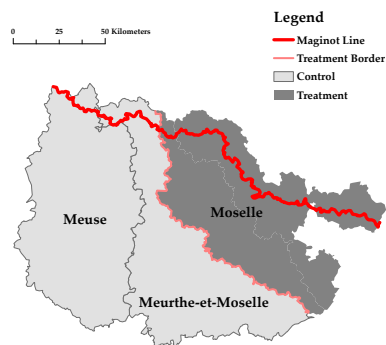 Legend
0 25 50 Kilometers
Maginot Line
Treatment Border
Control
Treatment
Meuse
Moselle
Meurthe-et-Moselle